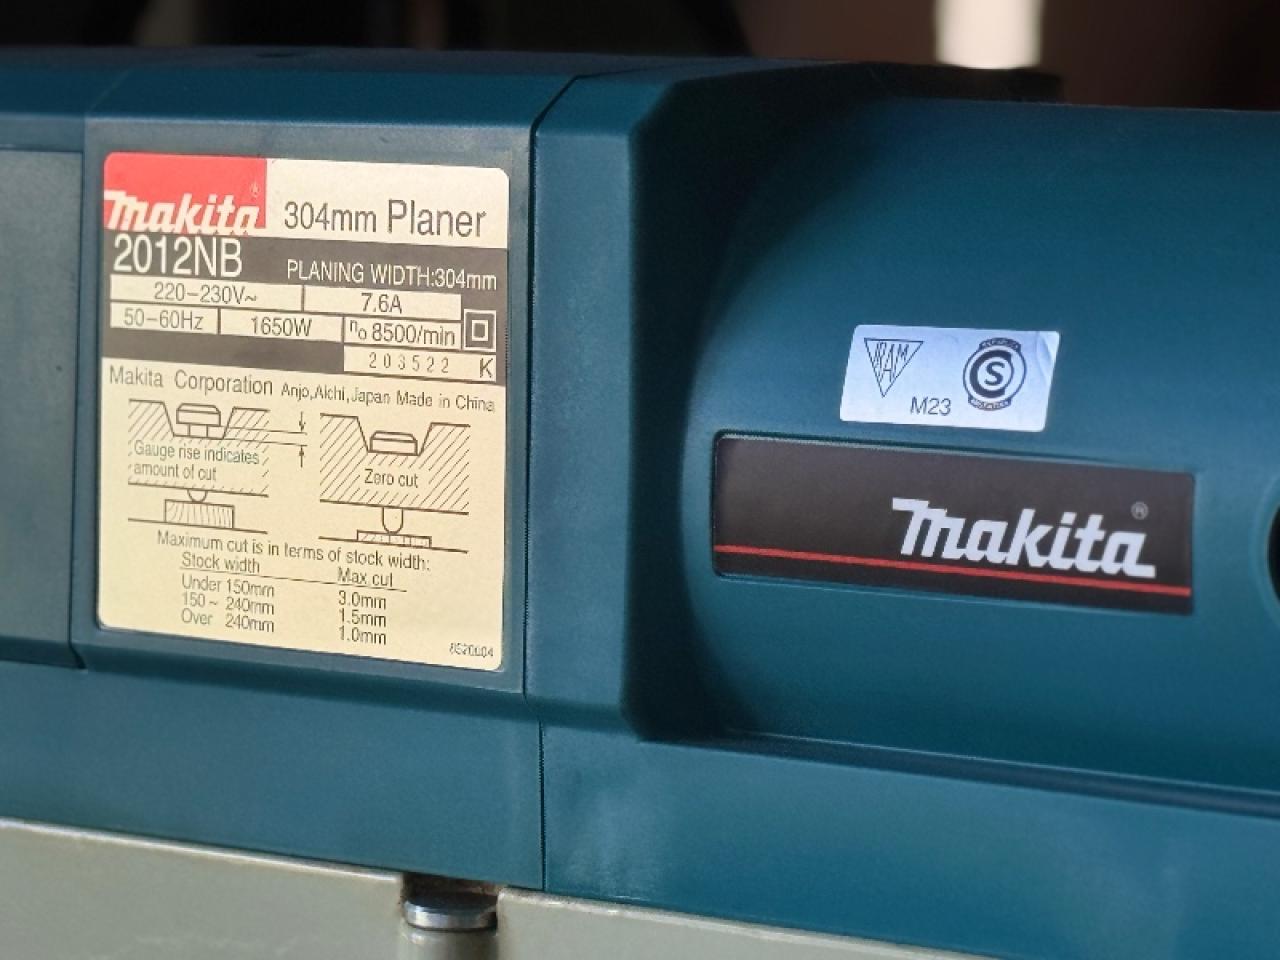 makita®
304mm Planer
2012NB
PLANING WIDTH:304mm
220-230V~ 7.6A
50-60Hz 1650W n₀ 8500/min
203522 K
Makita Corporation Anjo,Aichi,Japan Made in China
Gauge rise indicates
amount of cut
Zero cut
Maximum cut is in terms of stock width:
Stock width Max cut
Under 150mm 3.0mm
150~ 240mm 1.5mm
Over 240mm 1.0mm
8520004
IRAM
S
M23
makita®